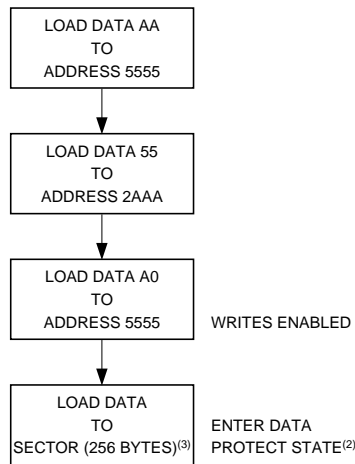 LOAD DATA AA
TO
ADDRESS 5555
LOAD DATA 55
TO
ADDRESS 2AAA
LOAD DATA A0
TO
ADDRESS 5555
WRITES ENABLED
LOAD DATA
TO
SECTOR (256 BYTES)(3)
ENTER DATA
PROTECT STATE(2)